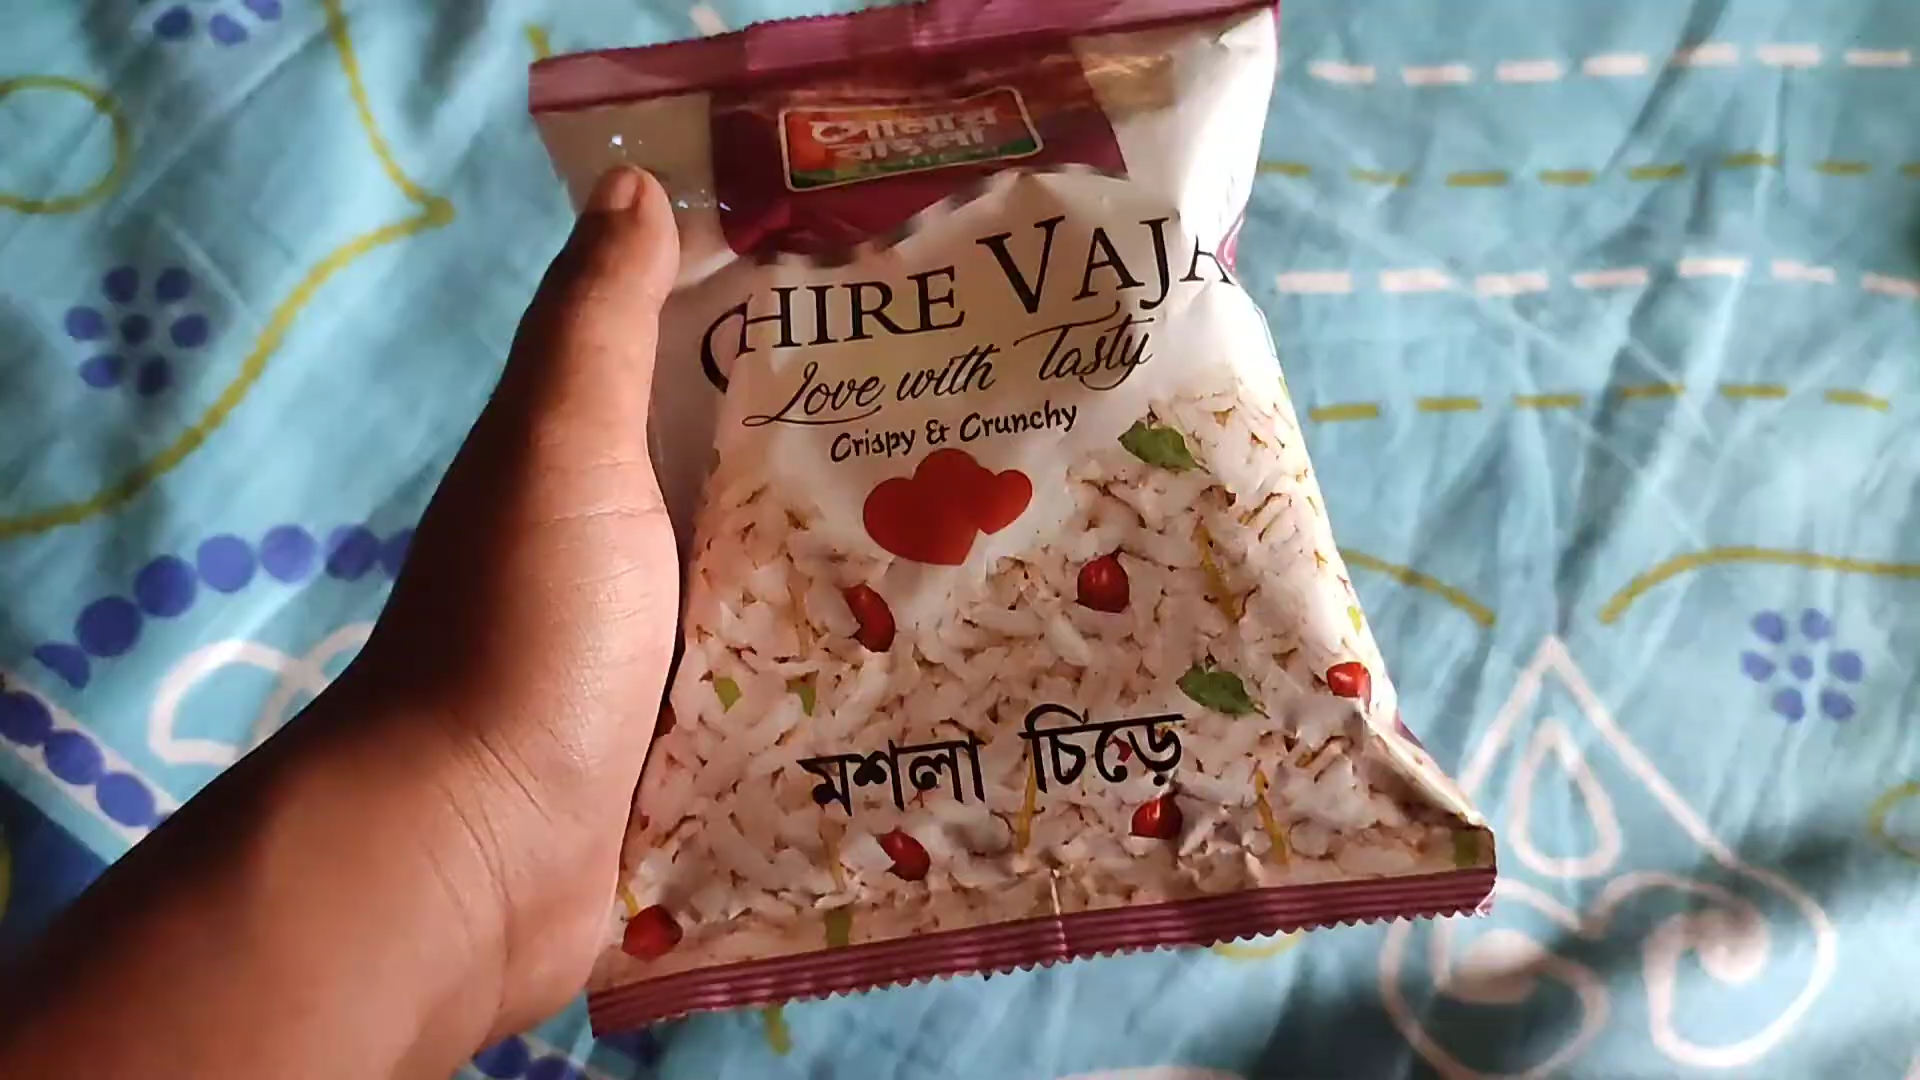 সোনার
বাংলা
CHIRE VAJA
Love with Tasty
Crispy & Crunchy
মশলা চিড়ে